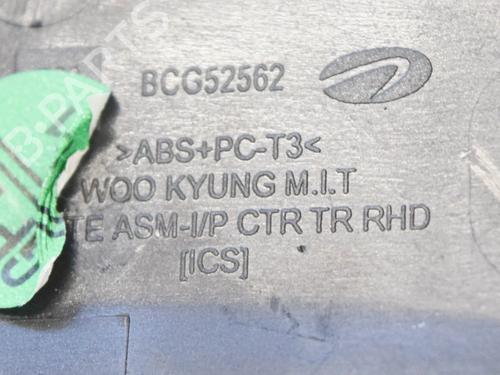 BCG52562
>ABS+PC-T3<
WOO KYUNG M.I.T
TE ASM-I/P CTR TR RHD
[ICS]